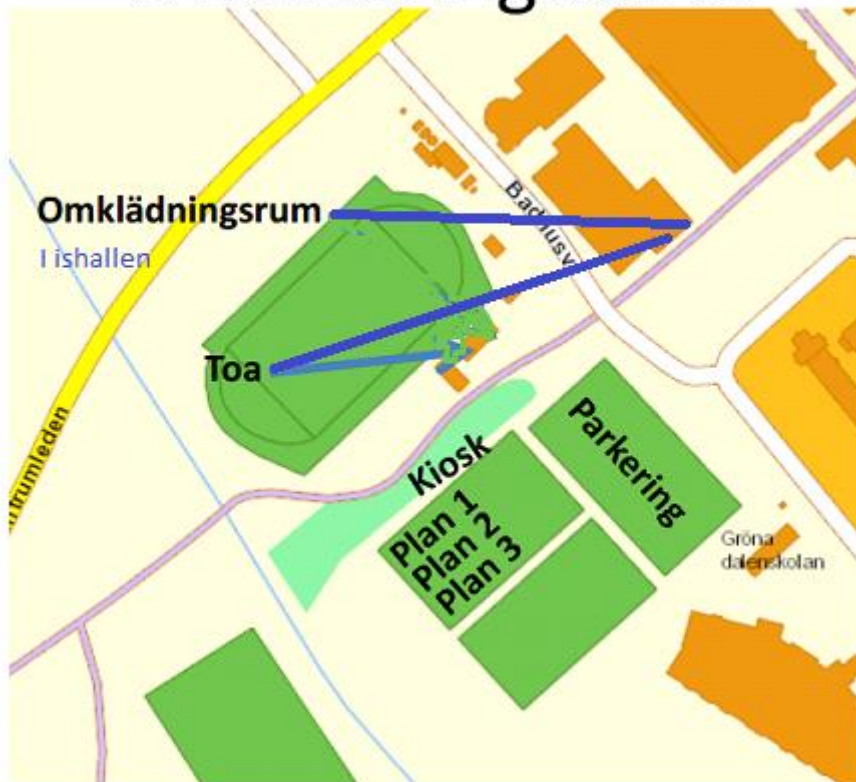 Omklädningsrum
I ishallen
Toa
Kiosk
Parkering
Plan 1
Plan 2
Plan 3
Gröna
dalenskolan